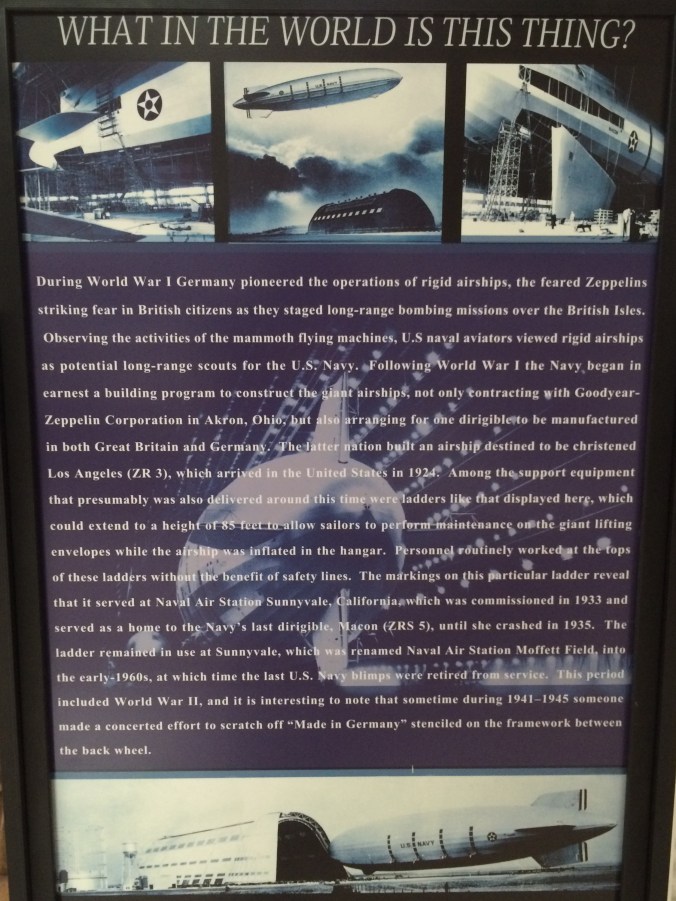 WHAT IN THE WORLD IS THIS THING?
U.S. NAVY
During World War I Germany pioneered the operations of rigid airships, the feared Zeppelins
striking fear in British citizens as they staged long-range bombing missions over the British Isles.
Observing the activities of the mammoth flying machines, U.S naval aviators viewed rigid airships
as potential long-range scouts for the U.S. Navy. Following World War I the Navy began in
earnest a building program to construct the giant airships, not only contracting with Goodyear-
Zeppelin Corporation in Akron, Ohio, but also arranging for one dirigible to be manufactured
in both Great Britain and Germany. The latter nation built an airship destined to be christened
Los Angeles (ZR 3), which arrived in the United States in 1924. Among the support equipment
that presumably was also delivered around this time were ladders like that displayed here, which
could extend to a height of 85 feet to allow sailors to perform maintenance on the giant lifting
envelopes while the airship was inflated in the hangar. Personnel routinely worked at the tops
of these ladders without the benefit of safety lines. The markings on this particular ladder reveal
that it served at Naval Air Station Sunnyvale, California, which was commissioned in 1933 and
served as a home to the Navy's last dirigible, Macon (ZRS 5), until she crashed in 1935. The
ladder remained in use at Sunnyvale, which was renamed Naval Air Station Moffett Field, into
the early-1960s, at which time the last U.S. Navy blimps were retired from service. This period
included World War II, and it is interesting to note that sometime during 1941–1945 someone
made a concerted effort to scratch off “Made in Germany” stenciled on the framework between
the back wheel.
U.S. NAVY